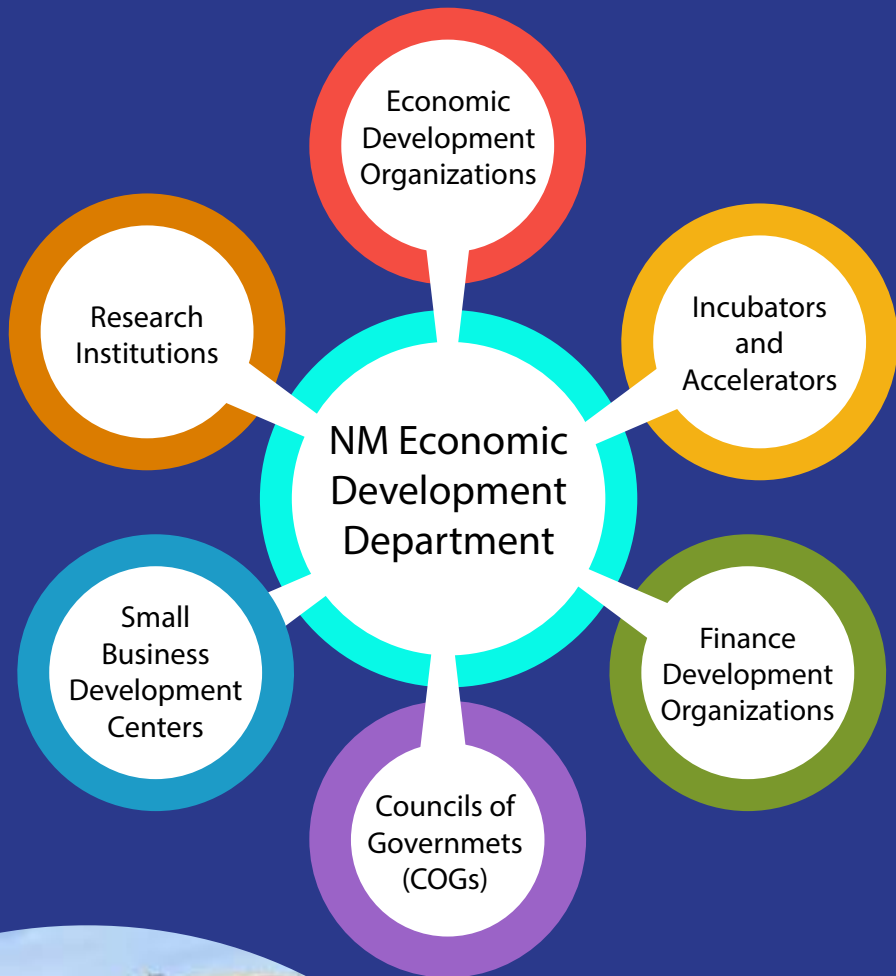 Economic
Development
Organizations
Research
Institutions
Incubators
and
Accelerators
NM Economic
Development
Department
Small
Business
Development
Centers
Finance
Development
Organizations
Councils of
Governmets
(COGs)